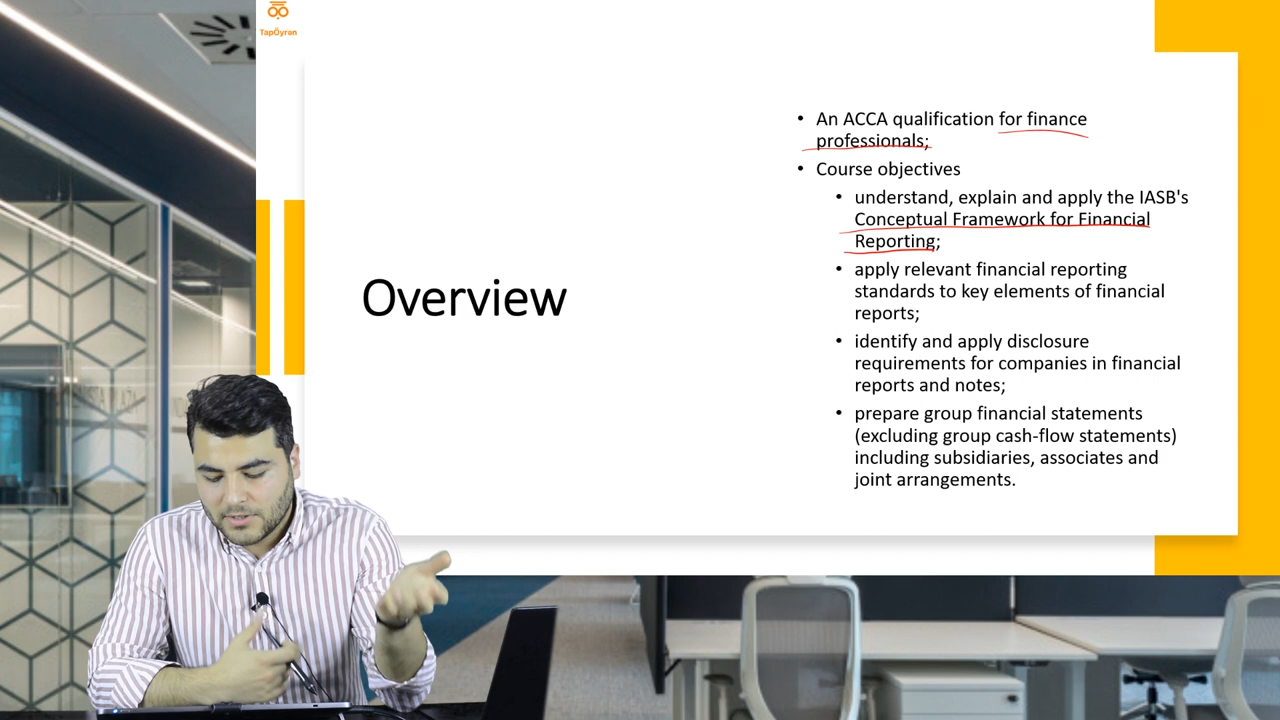 TapÖyrən
Overview
• An ACCA qualification for finance
professionals;
• Course objectives
• understand, explain and apply the IASB's
Conceptual Framework for Financial
Reporting;
• apply relevant financial reporting
standards to key elements of financial
reports;
• identify and apply disclosure
requirements for companies in financial
reports and notes;
• prepare group financial statements
(excluding group cash-flow statements)
including subsidiaries, associates and
joint arrangements.